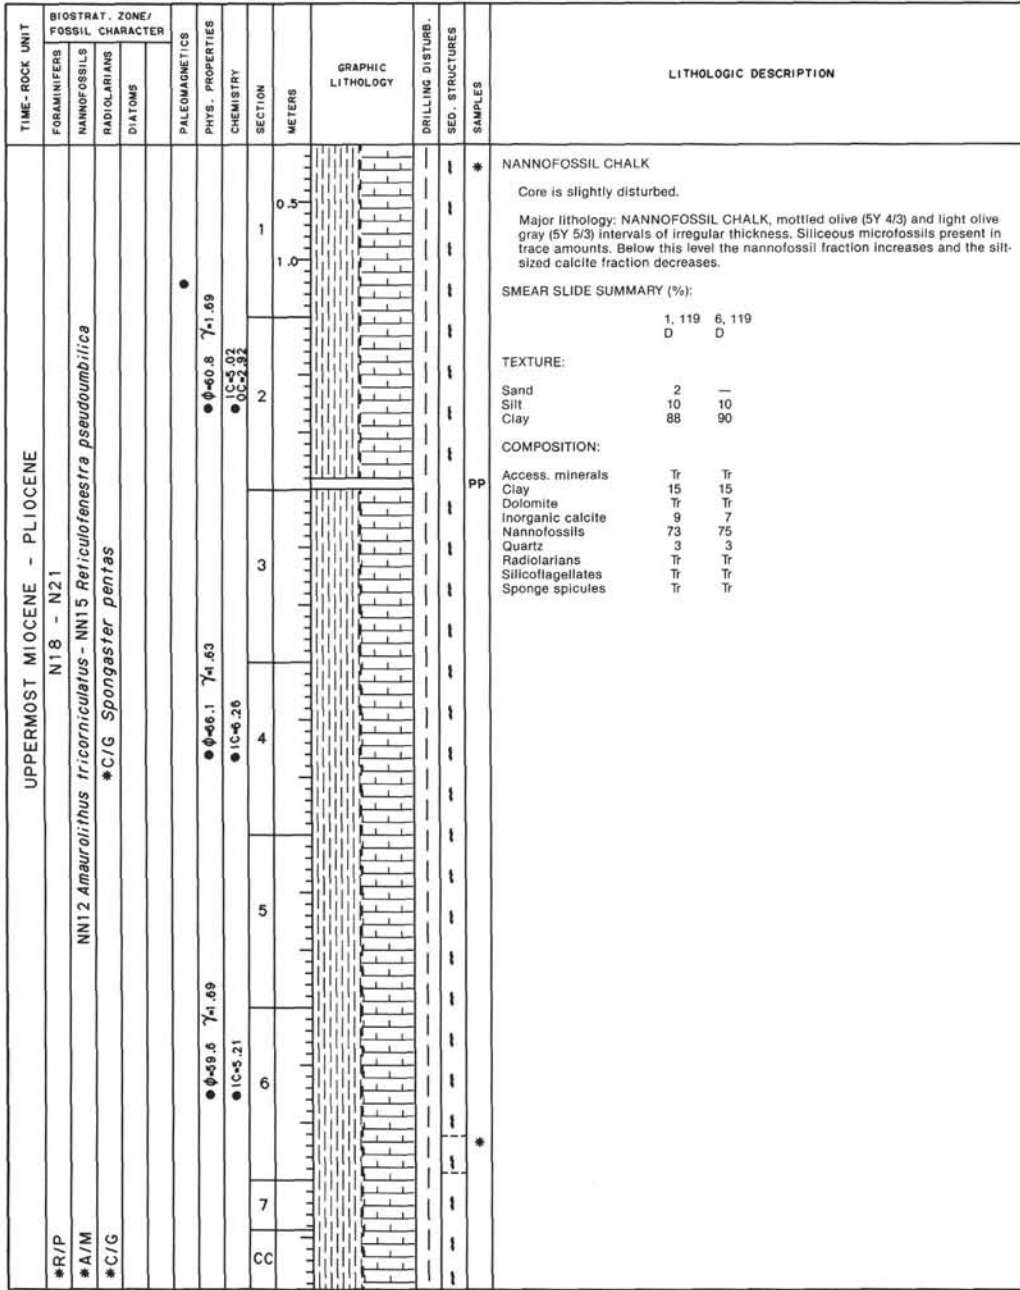 TIME-ROCK UNIT
BIOSTRAT. ZONE/
FOSSIL CHARACTER
FORAMINIFERS
NANNOFOSSILS
RADIOLARIANS
DIATOMS
PALEOMAGNETICS
PHYS. PROPERTIES
CHEMISTRY
SECTION
METERS
GRAPHIC
LITHOLOGY
DRILLING DISTURB.
SED. STRUCTURES
SAMPLES
LITHOLOGIC DESCRIPTION
UPPERMOST MIOCENE - PLIOCENE
N18 - N21
*R/P
NN12 Amaurolithus tricorniculatus - NN15 Reticulofenestra pseudoumbilica
*A/M
*C/G Spongaster pentas
*C/G
● Φ=60.8 γ=1.69
● Φ=66.1 γ=1.63
● Φ=59.6 γ=1.69
● IC=5.02
OC=2.92
● IC=6.26
● IC=5.21
1
2
3
4
5
6
7
CC
0.5
1.0
*
PP
*
NANNOFOSSIL CHALK
Core is slightly disturbed.
Major lithology: NANNOFOSSIL CHALK, mottled olive (5Y 4/3) and light olive
gray (5Y 5/3) intervals of irregular thickness. Siliceous microfossils present in
trace amounts. Below this level the nannofossil fraction increases and the silt-
sized calcite fraction decreases.
SMEAR SLIDE SUMMARY (%):
1, 119 6, 119
D D
TEXTURE:
Sand 2 —
Silt 10 10
Clay 88 90
COMPOSITION:
Access. minerals Tr Tr
Clay 15 15
Dolomite Tr Tr
Inorganic calcite 9 7
Nannofossils 73 75
Quartz 3 3
Radiolarians Tr Tr
Silicoflagellates Tr Tr
Sponge spicules Tr Tr